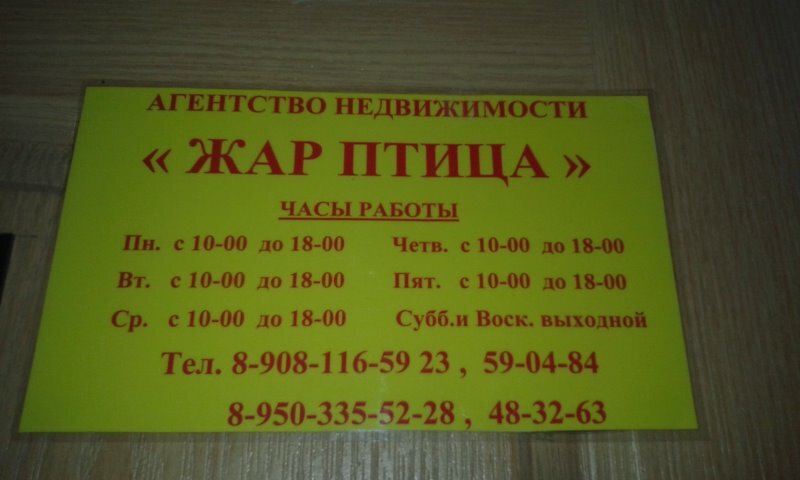 АГЕНТСТВО НЕДВИЖИМОСТИ
« ЖАР ПТИЦА »
ЧАСЫ РАБОТЫ
Пн. с 10-00 до 18-00 Четв. с 10-00 до 18-00
Вт. с 10-00 до 18-00 Пят. с 10-00 до 18-00
Ср. с 10-00 до 18-00 Субб.и Воск. выходной
Тел. 8-908-116-59 23 , 59-04-84
8-950-335-52-28 , 48-32-63